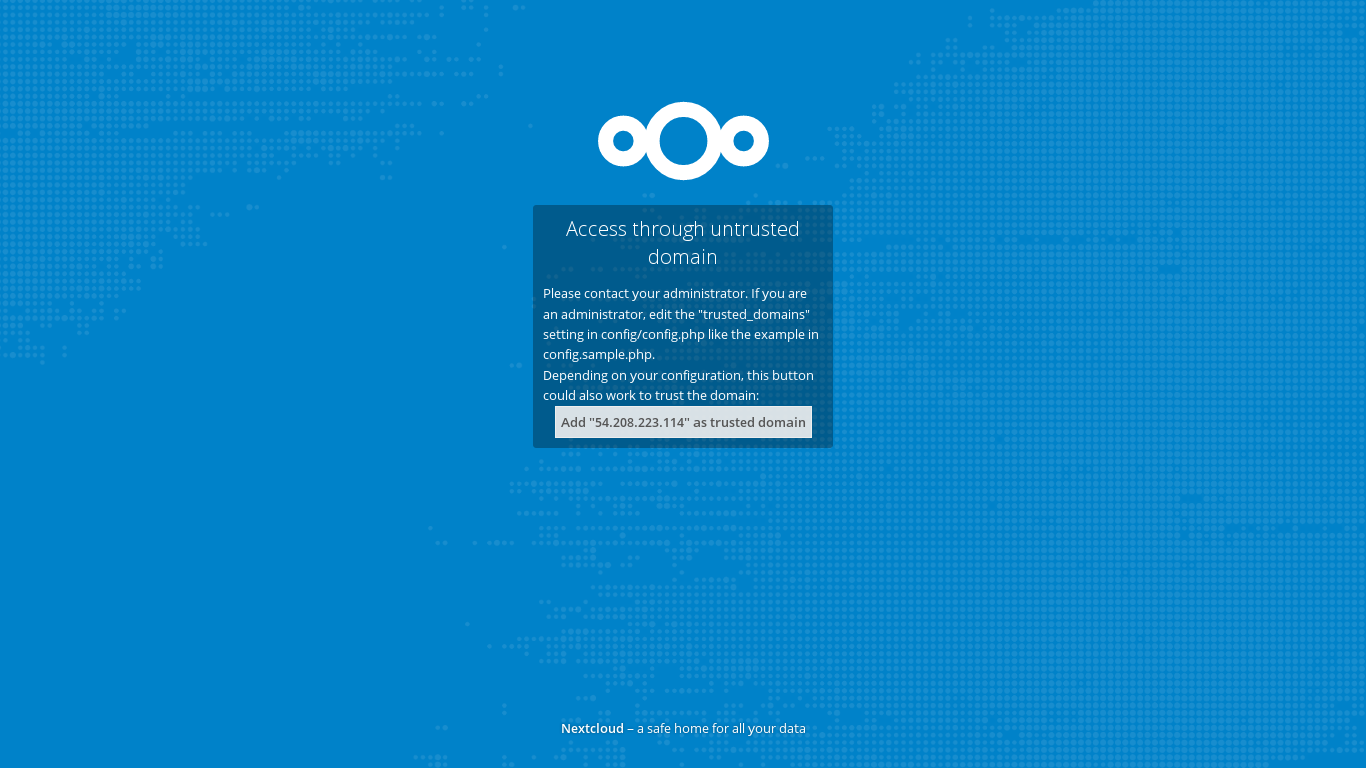 Access through untrusted
domain
Please contact your administrator. If you are
an administrator, edit the "trusted_domains"
setting in config/config.php like the example in
config.sample.php.
Depending on your configuration, this button
could also work to trust the domain:
Add "54.208.223.114" as trusted domain
Nextcloud – a safe home for all your data